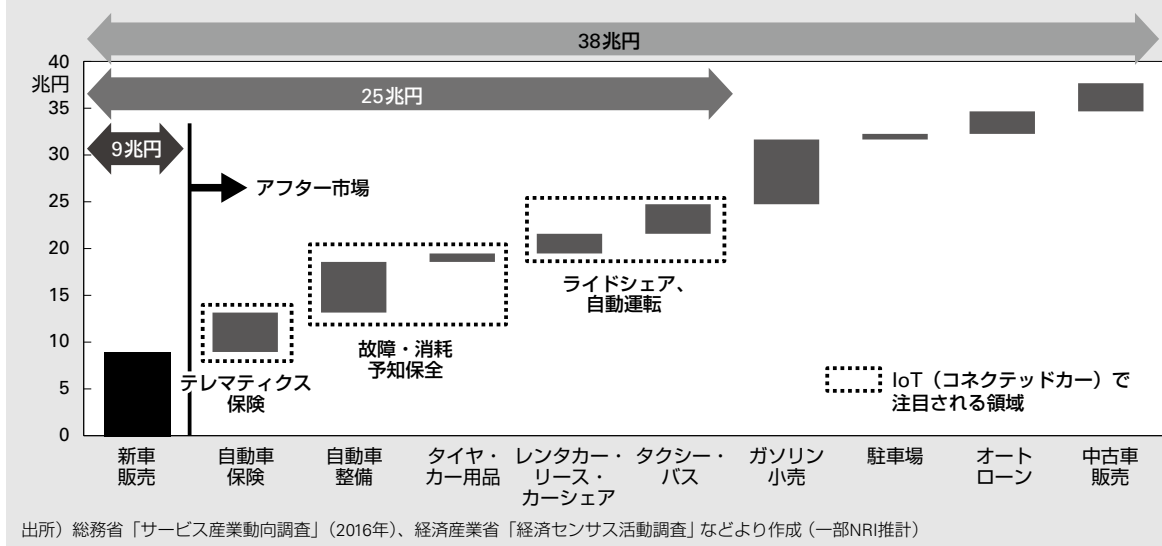 38兆円
40
兆円
25兆円
35
9兆円
30
アフター市場
25
20
ライドシェア、
自動運転
15
10
故障・消耗
予知保全
テレマティクス
保険
IoT（コネクテッドカー）で
注目される領域
5
0
新車
販売
自動車
保険
自動車
整備
タイヤ・
カー用品
レンタカー・
リース・
カーシェア
タクシー・
バス
ガソリン
小売
駐車場
オート
ローン
中古車
販売
出所）総務省「サービス産業動向調査」（2016年）、経済産業省「経済センサス活動調査」などより作成（一部NRI推計）